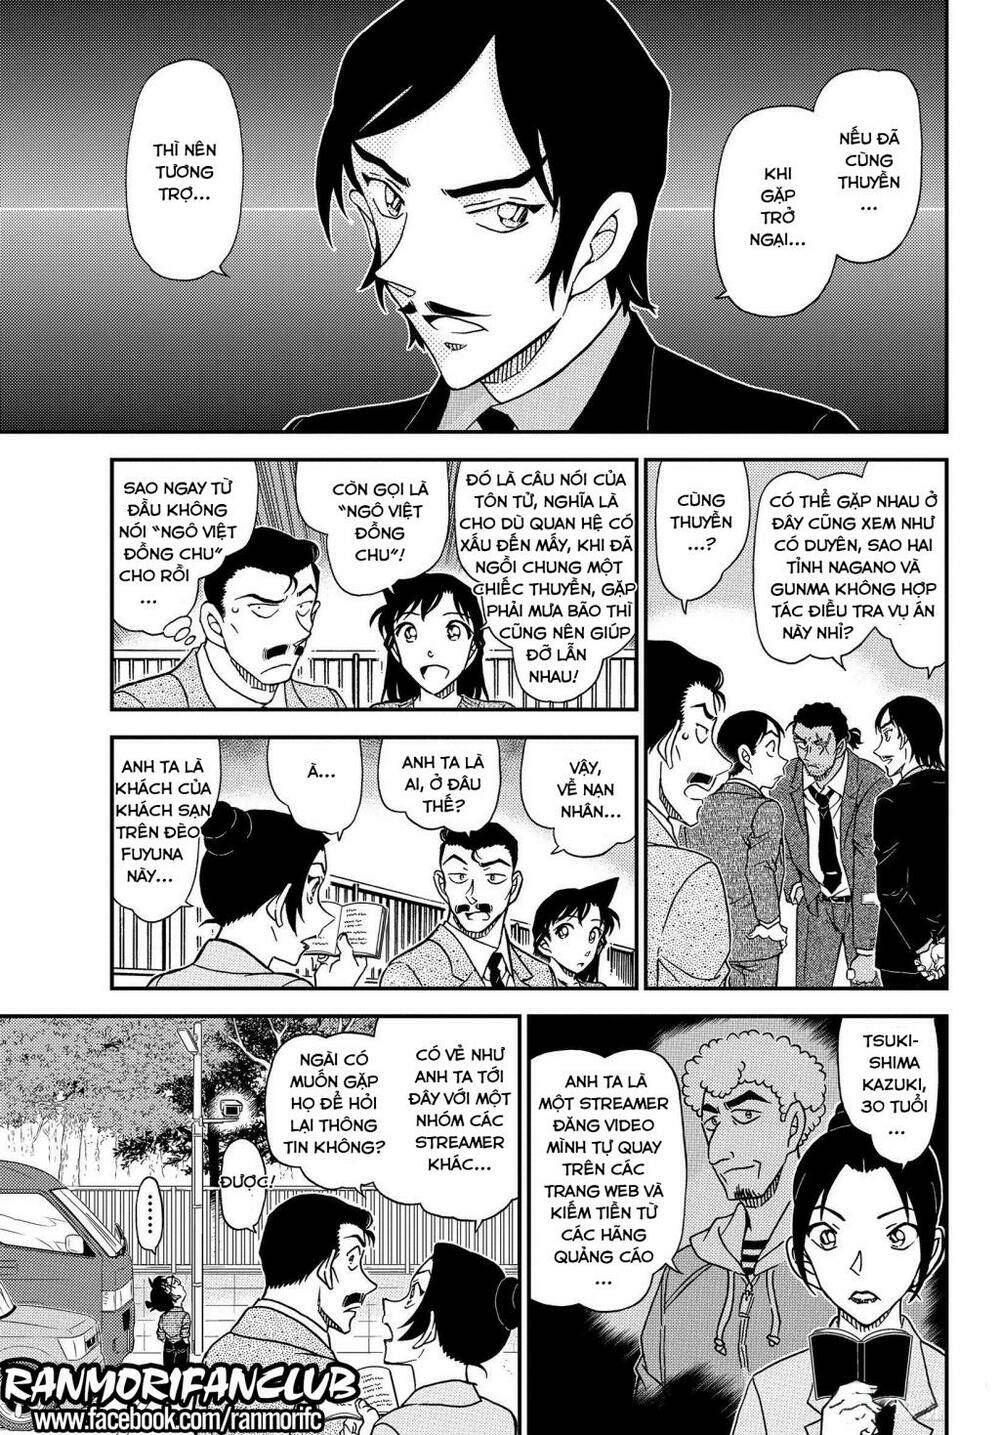 NẾU ĐÃ
CÙNG
THUYỀN
...
KHI
GẶP
TRỞ
NGẠI...
THÌ NÊN
TƯƠNG
TRỢ...
CÓ THỂ GẶP NHAU Ở
ĐÂY CŨNG XEM NHƯ
CÓ DUYÊN, SAO HAI
TỈNH NAGANO VÀ
GUNMA KHÔNG HỢP
TÁC ĐIỀU TRA VỤ ÁN
NÀY NHỈ?
CÙNG
THUYỀN
...?
ĐÓ LÀ CÂU NÓI CỦA
TÔN TỬ, NGHĨA LÀ
CHO DÙ QUAN HỆ CÓ
XẤU ĐẾN MẤY, KHI ĐÃ
NGỒI CHUNG MỘT
CHIẾC THUYỀN, GẶP
PHẢI MƯA BÃO THÌ
CŨNG NÊN GIÚP
ĐỠ LẪN
NHAU!
CÒN GỌI LÀ
"NGÔ VIỆT
ĐỒNG
CHU"!
SAO NGAY TỪ
ĐẦU KHÔNG
NÓI "NGÔ VIỆT
ĐỒNG CHU"
CHO RỒI
...
VẬY,
VỀ NẠN
NHÂN...
ANH TA LÀ
AI, Ở ĐÂU
THẾ?
À...
ANH TA LÀ
KHÁCH CỦA
KHÁCH SẠN
TRÊN ĐÈO
FUYUNA
NÀY...
TSUKI-
SHIMA
KAZUKI,
30 TUỔI
...
ANH TA LÀ
MỘT STREAMER
ĐĂNG VIDEO
MÌNH TỰ QUAY
TRÊN CÁC
TRANG WEB VÀ
KIẾM TIỀN TỪ
CÁC HÃNG
QUẢNG CÁO
...
CÓ VẺ NHƯ
ANH TA TỚI
ĐÂY VỚI MỘT
NHÓM CÁC
STREAMER
KHÁC...
NGÀI CÓ
MUỐN GẶP
HỌ ĐỂ HỎI
LẠI THÔNG
TIN KHÔNG?
ĐƯỢC!
....
RANMORIFANCLUB
www.facebook.com/ranmorifc